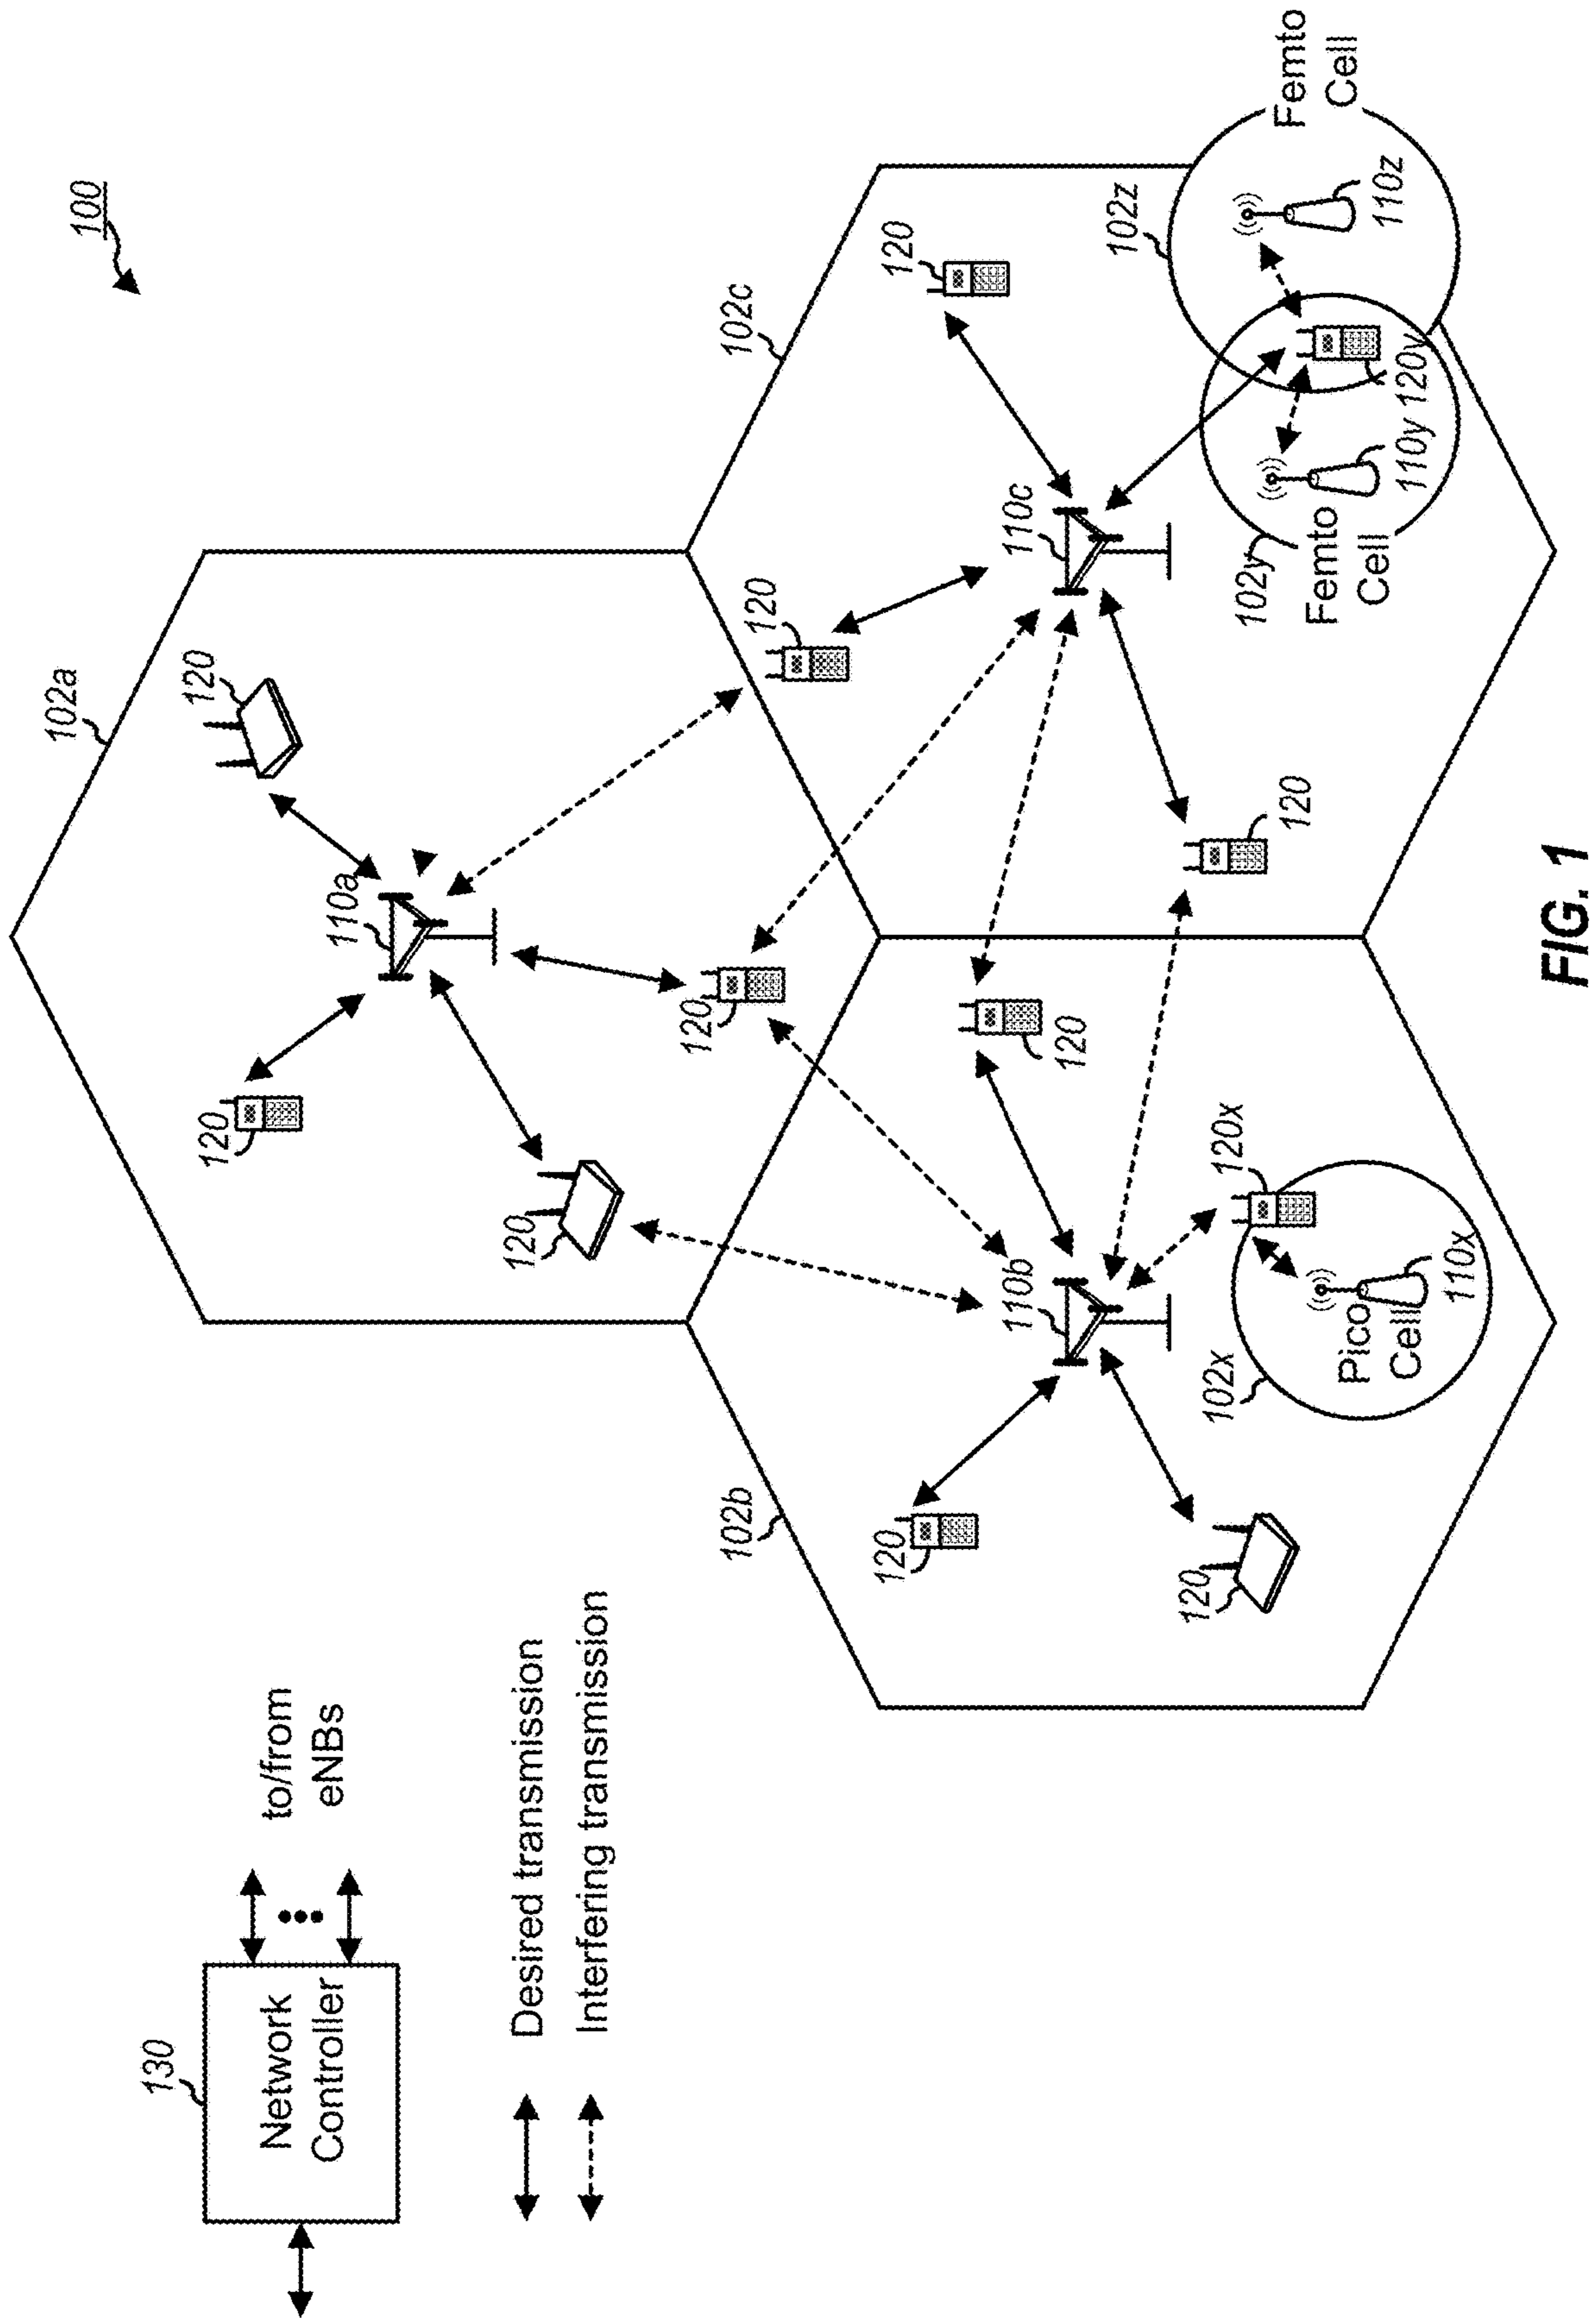 100
130
Network
Controller
to/from
eNBs
Desired transmission
Interfering transmission
102a
120
120
110a
120
120
102b
120
120
110b
120
120x
102x
Pico
Cell
110x
102c
120
120
110c
120
102z
Femto
Cell
110z
102y
Femto
Cell
110y
120y
FIG. 1